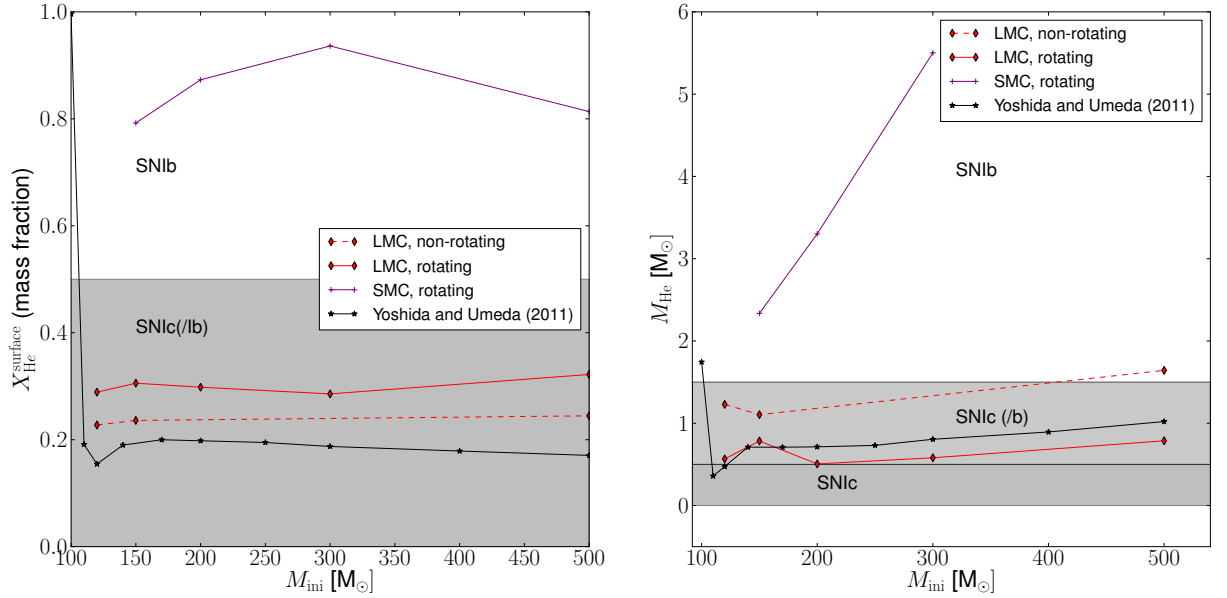 1.0
0.8
0.6
0.4
0.2
0.0
X_He^surface (mass fraction)
SNIb
LMC, non-rotating
LMC, rotating
SMC, rotating
Yoshida and Umeda (2011)
SNIc(/Ib)
100 150 200 250 300 350 400 450 500
M_ini [M_⊙]
6
5
4
3
2
1
0
M_He [M_⊙]
LMC, non-rotating
LMC, rotating
SMC, rotating
Yoshida and Umeda (2011)
SNIb
SNIc (/b)
SNIc
100 200 300 400 500
M_ini [M_⊙]